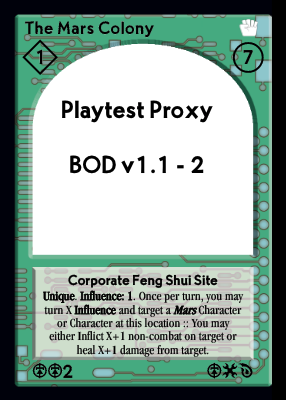 The Mars Colony
1
7
Playtest Proxy
BOD v1.1 - 2
Corporate Feng Shui Site
Unique. Influence: 1. Once per turn, you may
turn X Influence and target a Mars Character
or Character at this location :: You may
either Inflict X+1 non-combat on target or
heal X+1 damage from target.
2